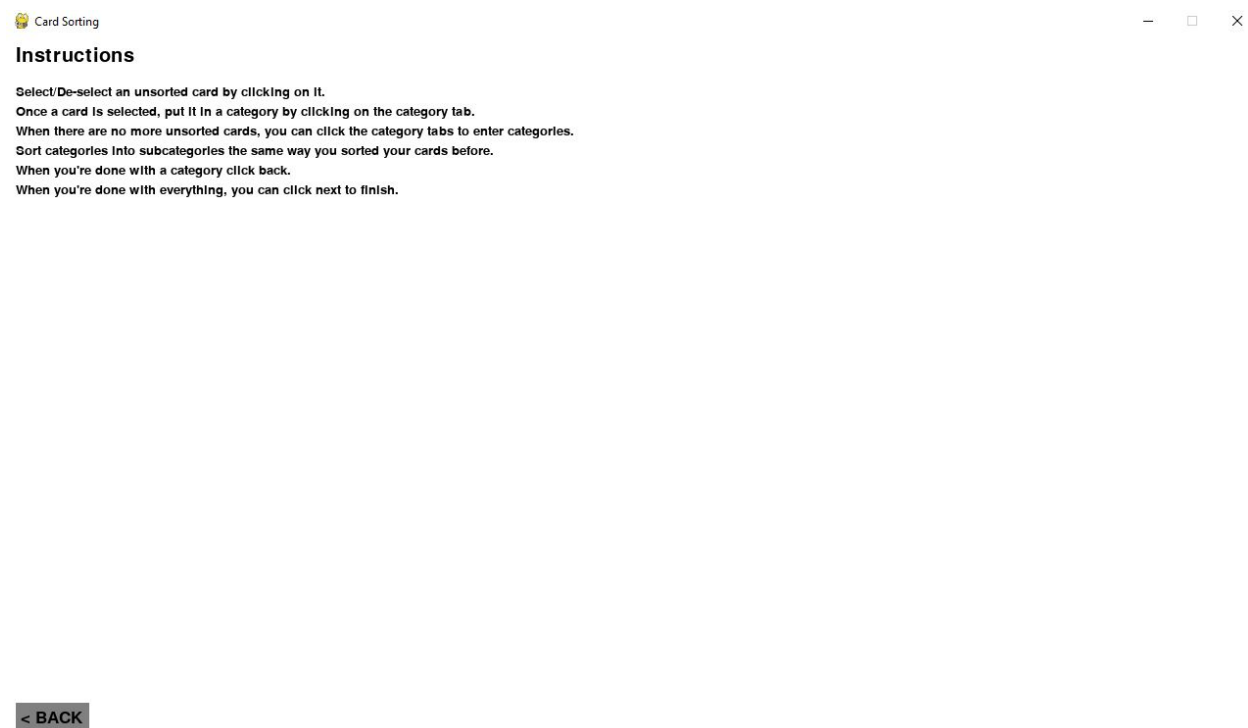 Card Sorting
Instructions
Select/De-select an unsorted card by clicking on it.
Once a card is selected, put it in a category by clicking on the category tab.
When there are no more unsorted cards, you can click the category tabs to enter categories.
Sort categories into subcategories the same way you sorted your cards before.
When you're done with a category click back.
When you're done with everything, you can click next to finish.
< BACK